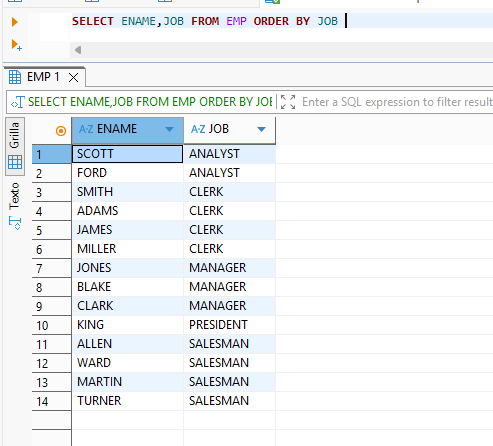 SELECT ENAME,JOB FROM EMP ORDER BY JOB
EMP 1
SELECT ENAME,JOB FROM EMP ORDER BY JOB
Enter a SQL expression to filter result
Grilla
Texto
A-Z ENAME A-Z JOB
1 SCOTT ANALYST
2 FORD ANALYST
3 SMITH CLERK
4 ADAMS CLERK
5 JAMES CLERK
6 MILLER CLERK
7 JONES MANAGER
8 BLAKE MANAGER
9 CLARK MANAGER
10 KING PRESIDENT
11 ALLEN SALESMAN
12 WARD SALESMAN
13 MARTIN SALESMAN
14 TURNER SALESMAN